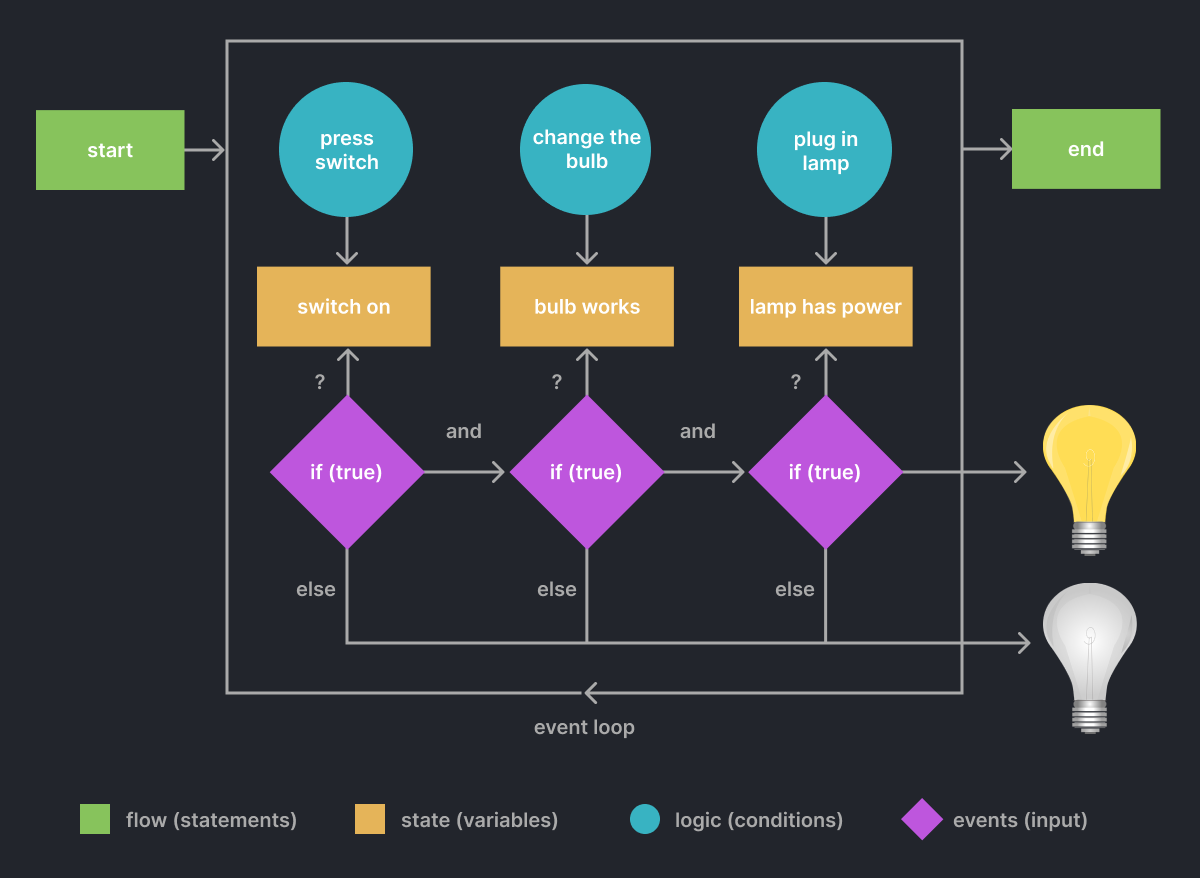 start
press
switch
change the
bulb
plug in
lamp
end
switch on
bulb works
lamp has power
?
?
?
and
and
if (true)
if (true)
if (true)
else
else
else
event loop
flow (statements)
state (variables)
logic (conditions)
events (input)